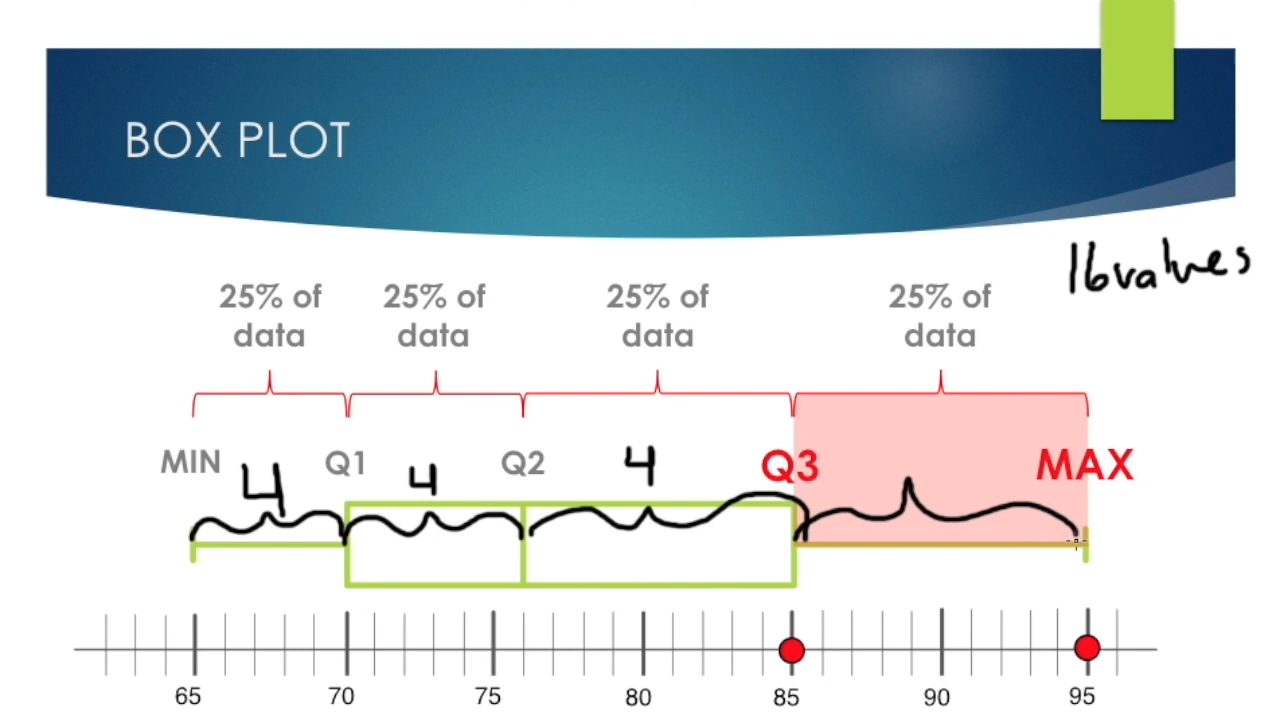 BOX PLOT
16 values
25% of
data
25% of
data
25% of
data
25% of
data
MIN
Q1
Q2
Q3
MAX
4
4
4
65
70
75
80
85
90
95